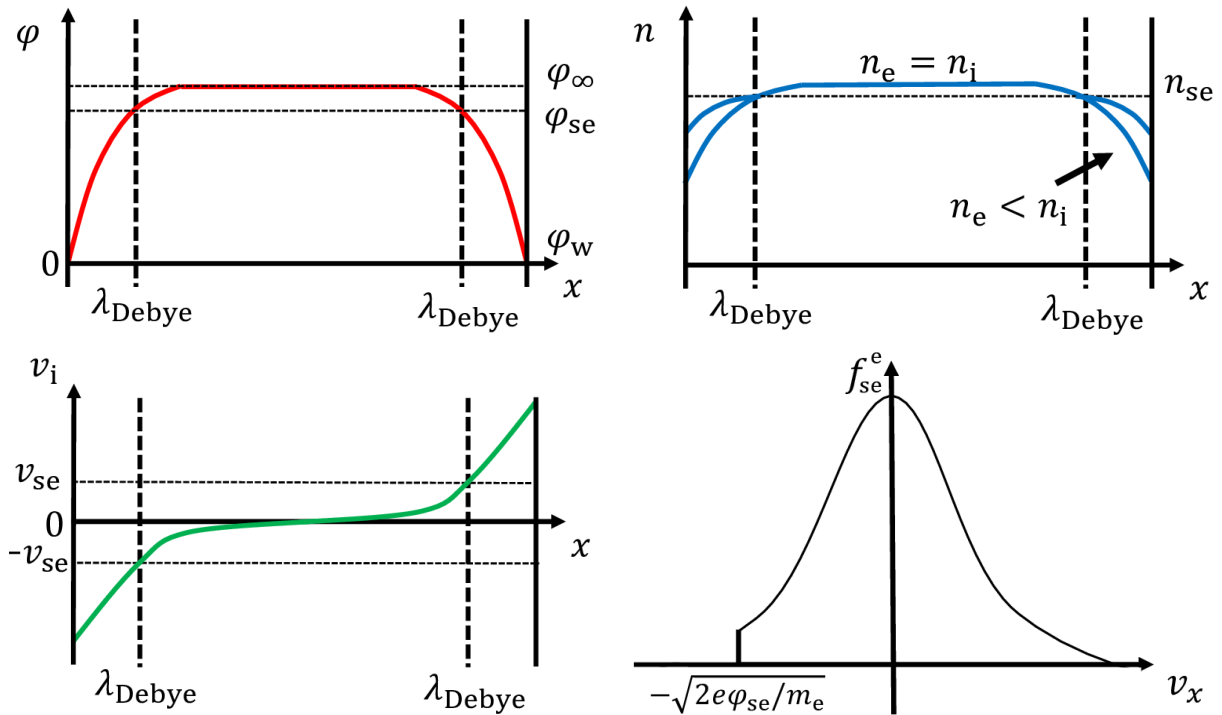 φ
φ∞
φse
φw
0
x
λDebye
λDebye
n
ne = ni
nse
ne < ni
x
λDebye
λDebye
vi
vse
0
-vse
x
λDebye
λDebye
f se e
−√2eφse/me
vx